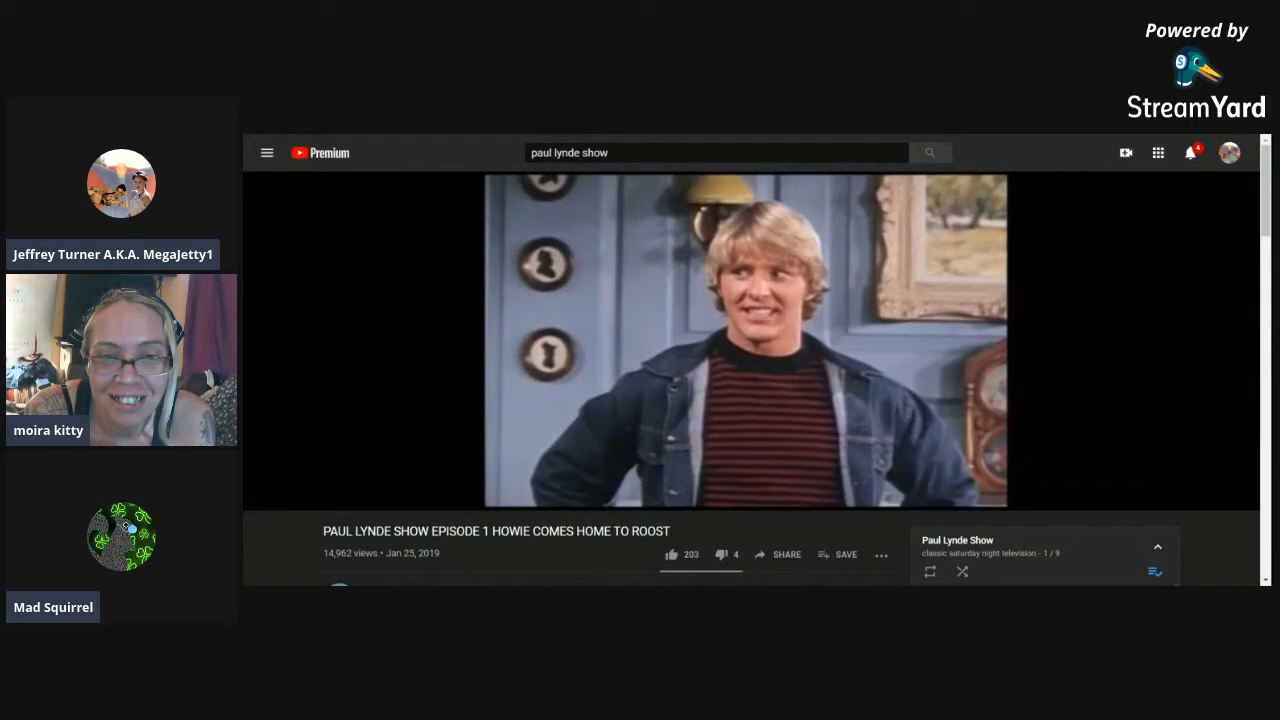 Powered by
StreamYard
Premium
paul lynde show
4
Jeffrey Turner A.K.A. MegaJetty1
moira kitty
Mad Squirrel
PAUL LYNDE SHOW EPISODE 1 HOWIE COMES HOME TO ROOST
14,962 views • Jan 25, 2019
203
4
SHARE
SAVE
Paul Lynde Show
classic saturday night television - 1 / 9